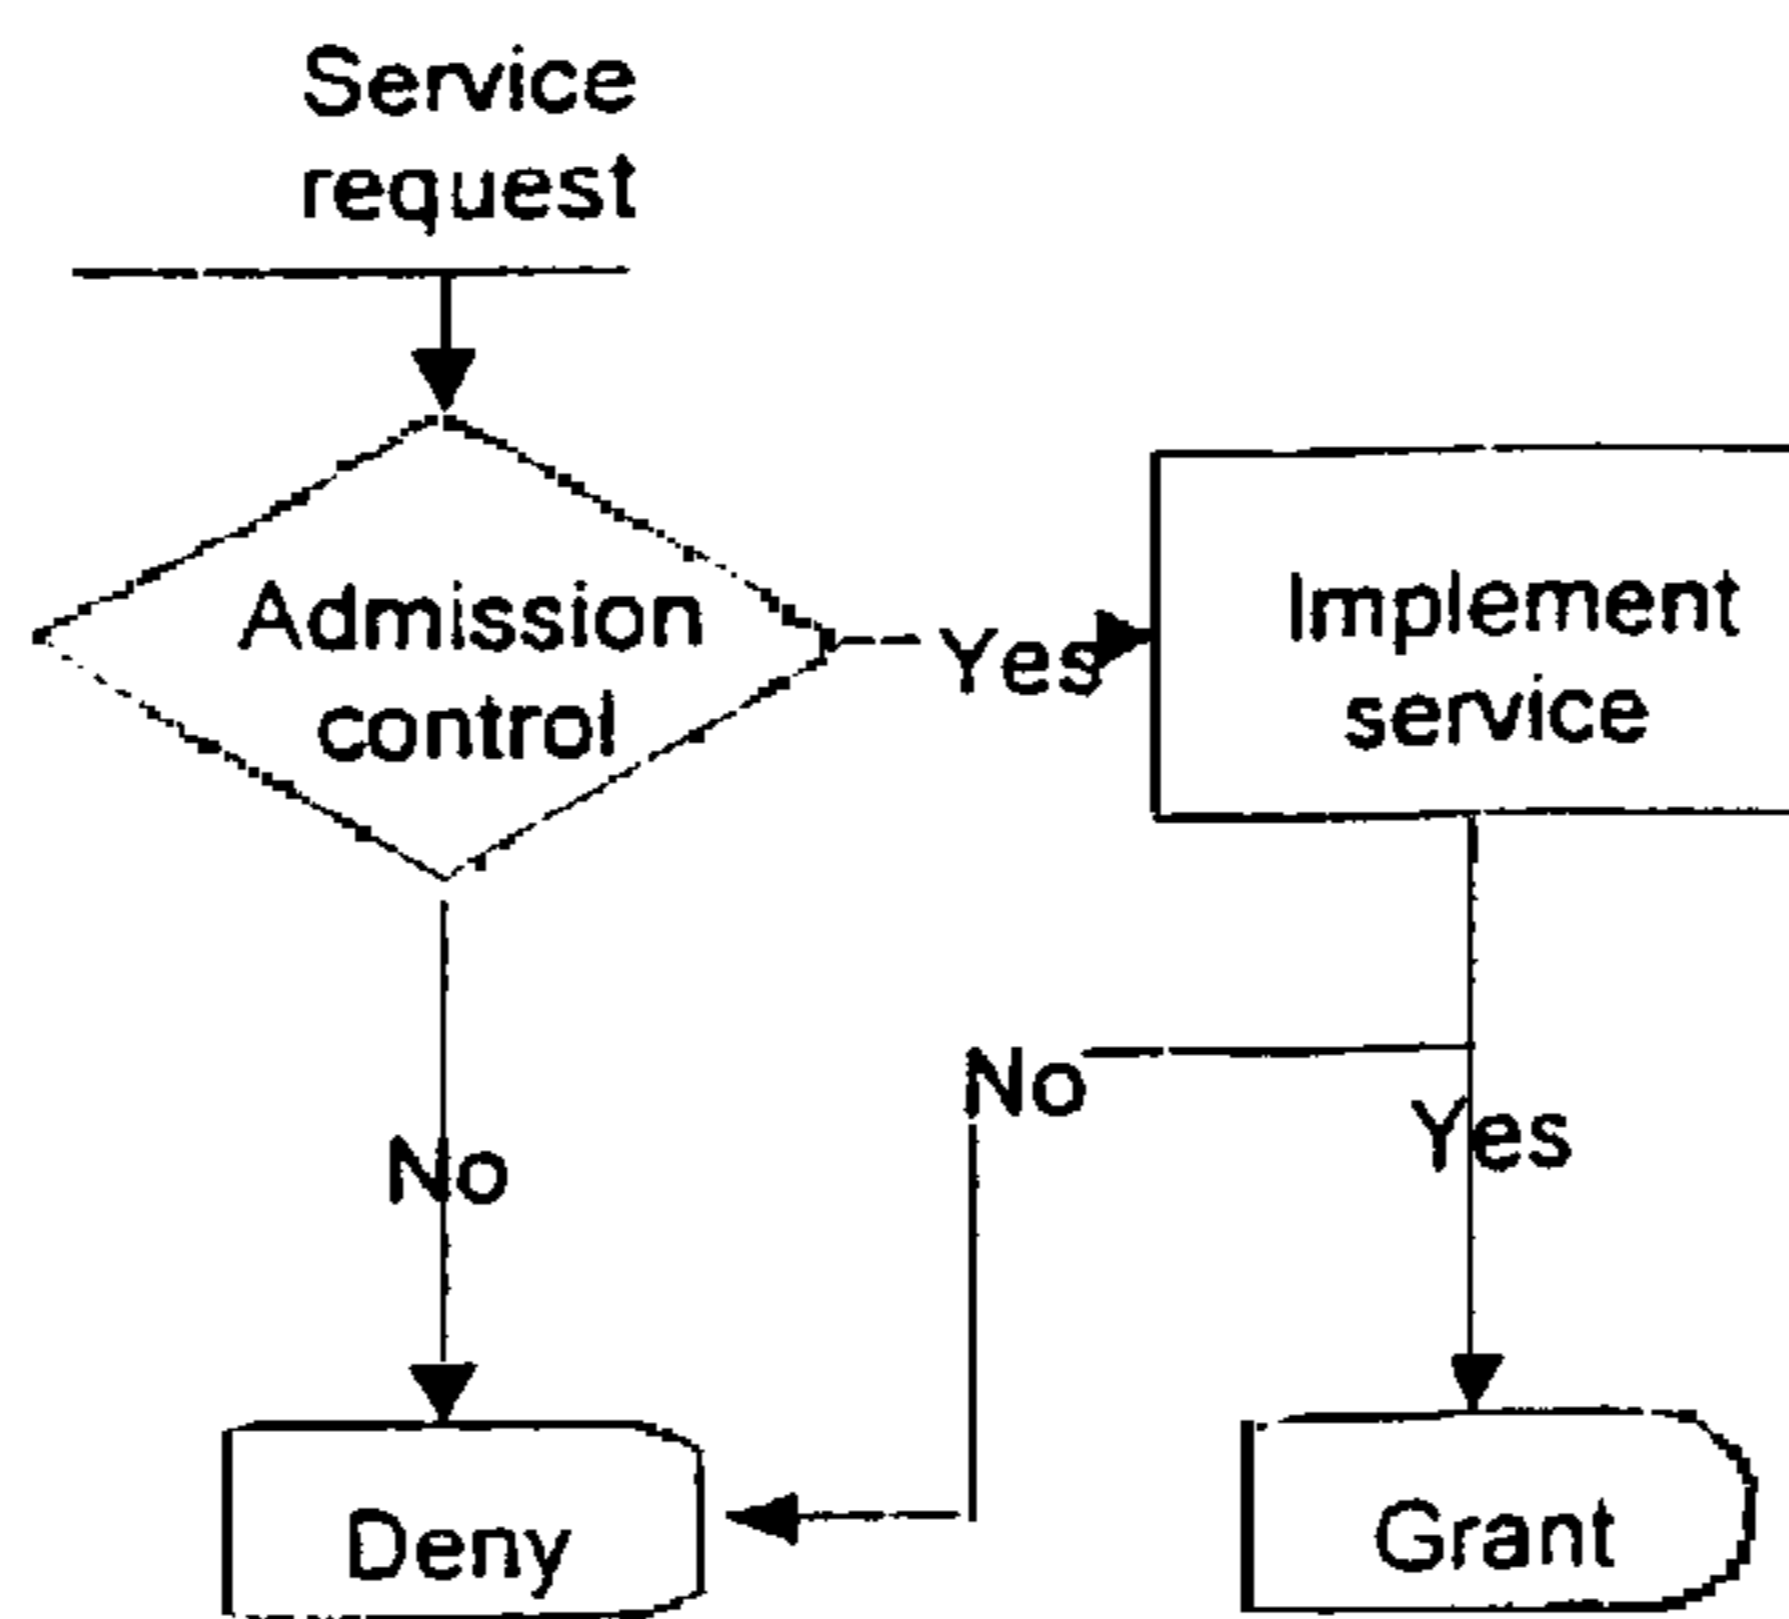 Service
request
Admission
control
Yes
Implement
service
No
Yes
No
Deny
Grant